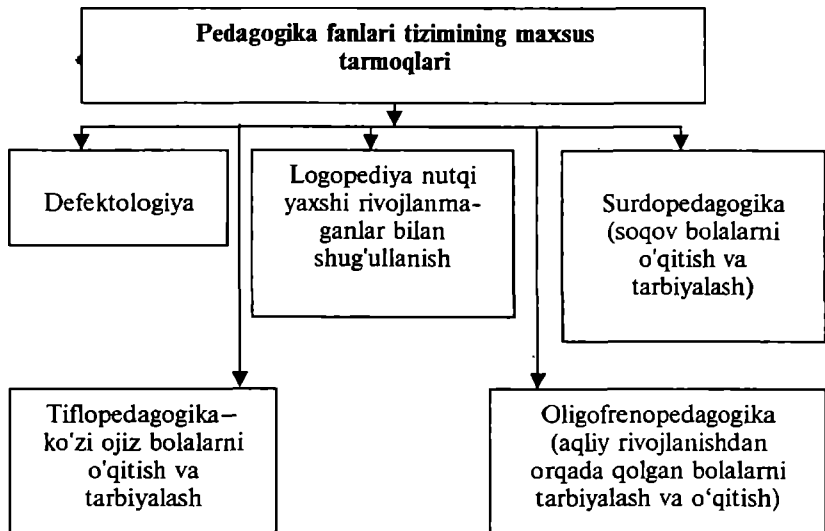 Pedagogika fanlari tizimining maxsus
tarmoqlari
Defektologiya
Logopediya nutqi
yaxshi rivojlanma-
ganlar bilan
shug'ullanish
Surdopedagogika
(soqov bolalarni
o'qitish va
tarbiyalash)
Tiflopedagogika—
ko'zi ojiz bolalarni
o'qitish va
tarbiyalash
Oligofrenopedagogika
(aqliy rivojlanishdan
orqada qolgan bolalarni
tarbiyalash va o‘qitish)